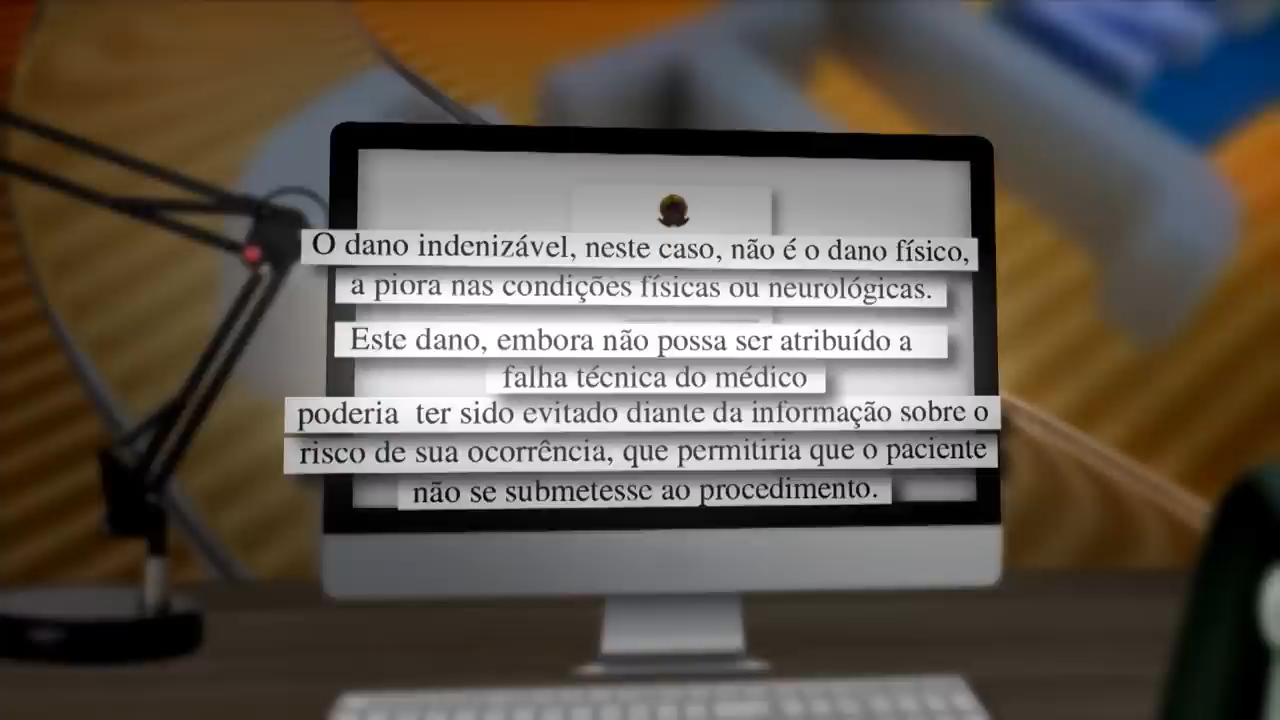 O dano indenizável, neste caso, não é o dano físico,
a piora nas condições físicas ou neurológicas.
Este dano, embora não possa ser atribuído a
falha técnica do médico
poderia ter sido evitado diante da informação sobre o
risco de sua ocorrência, que permitiria que o paciente
não se submetesse ao procedimento.